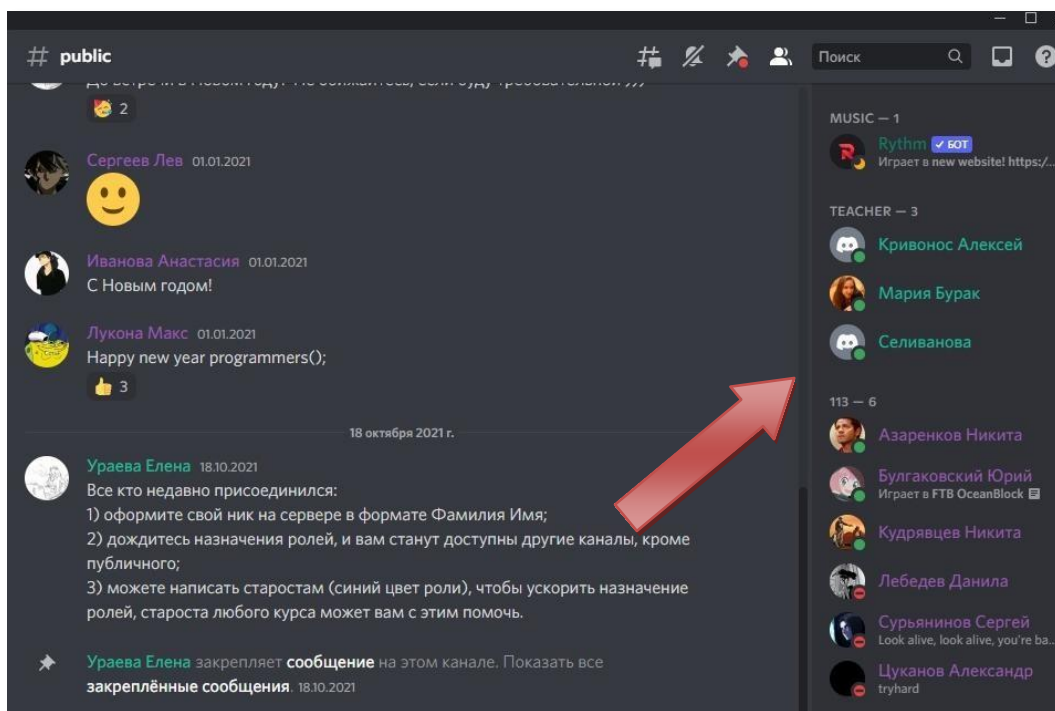 public
Поиск
2
Сергеев Лев 01.01.2021
Иванова Анастасия 01.01.2021
С Новым годом!
Лукона Макс 01.01.2021
Happy new year programmers();
3
18 октября 2021 г.
Ураева Елена 18.10.2021
Все кто недавно присоединился:
1) оформите свой ник на сервере в формате Фамилия Имя;
2) дождитесь назначения ролей, и вам станут доступны другие каналы, кроме
публичного;
3) можете написать старостам (синий цвет роли), чтобы ускорить назначение
ролей, староста любого курса может вам с этим помочь.
Ураева Елена закрепляет сообщение на этом канале. Показать все
закреплённые сообщения. 18.10.2021
MUSIC — 1
Rythm БОТ
Играет в new website! https:/...
TEACHER — 3
Кривонос Алексей
Мария Бурак
Селиванова
113 — 6
Азаренков Никита
Булгаковский Юрий
Играет в FTB OceanBlock
Кудрявцев Никита
Лебедев Данила
Сурьянинов Сергей
Look alive, look alive, you're ba...
Цуканов Александр
tryhard